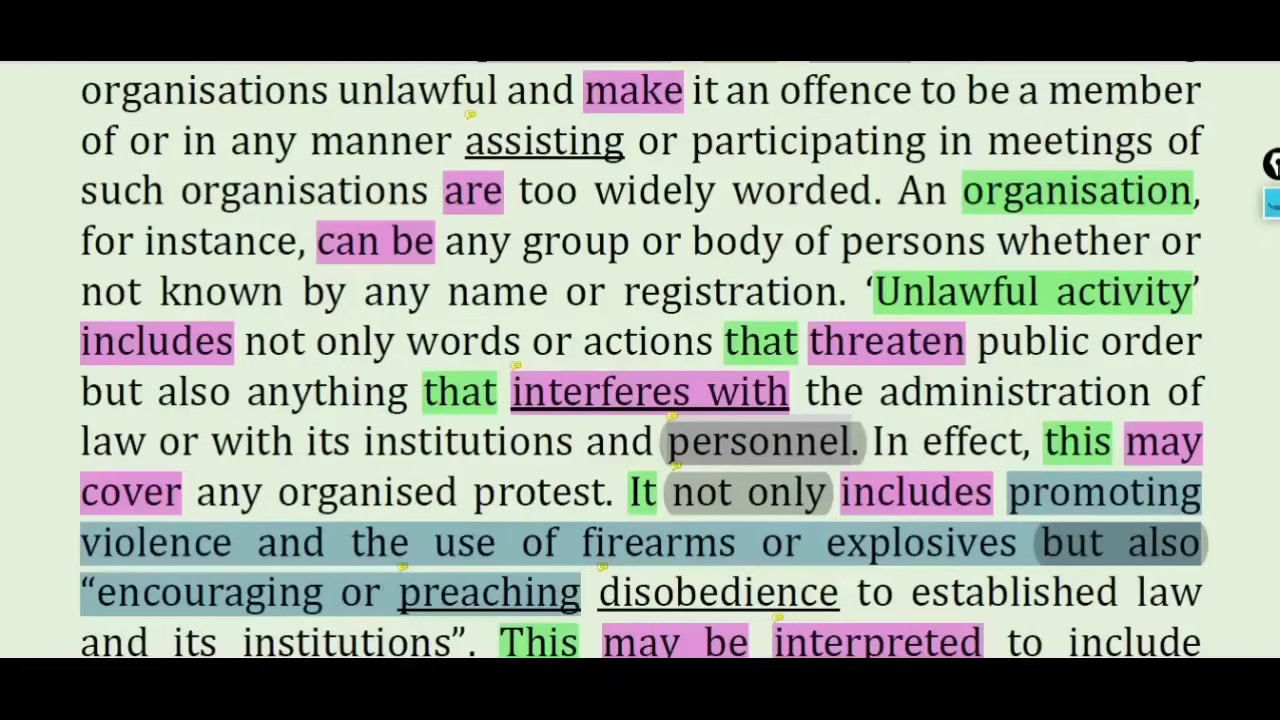 organisations unlawful and make it an offence to be a member
of or in any manner assisting or participating in meetings of
such organisations are too widely worded. An organisation,
for instance, can be any group or body of persons whether or
not known by any name or registration. ‘Unlawful activity’
includes not only words or actions that threaten public order
but also anything that interferes with the administration of
law or with its institutions and personnel. In effect, this may
cover any organised protest. It not only includes promoting
violence and the use of firearms or explosives but also
“encouraging or preaching disobedience to established law
and its institutions”. This may be interpreted to include